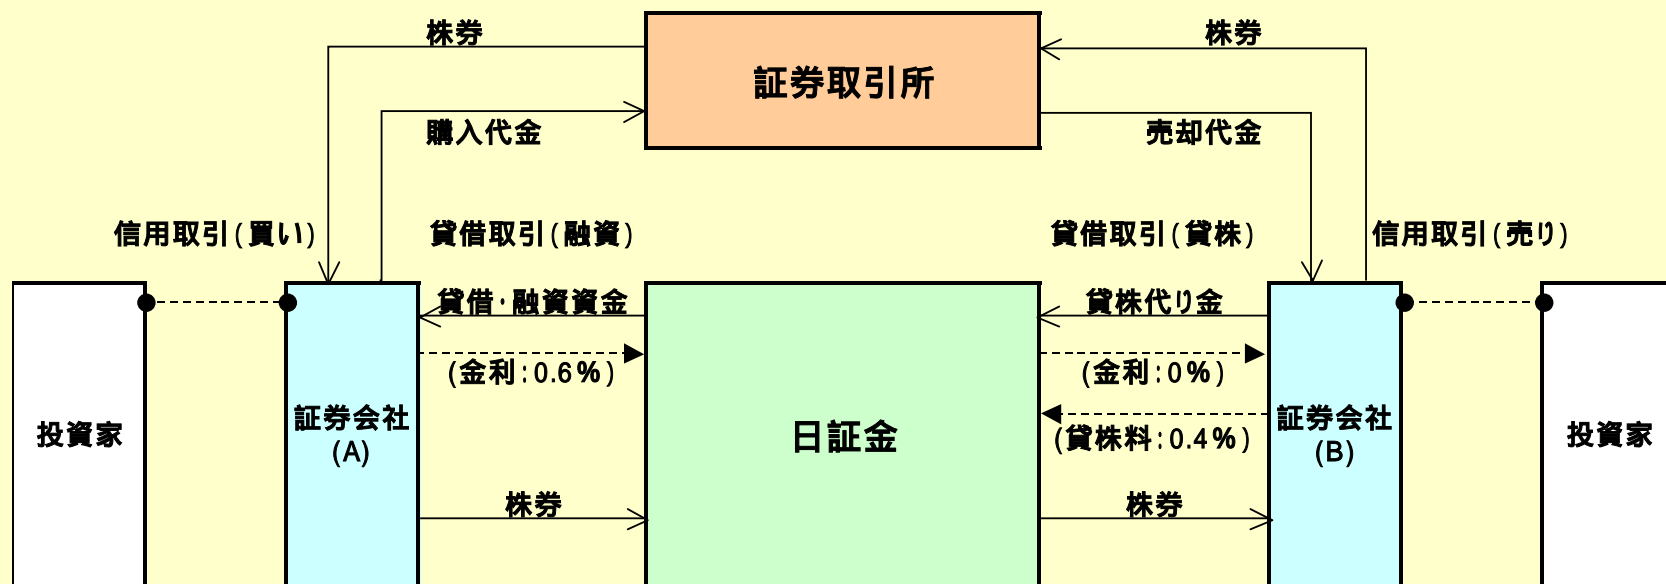 株券
株券
証券取引所
購入代金
売却代金
信用取引(買い)
貸借取引(融資)
貸借取引(貸株)
信用取引(売り)
貸借・融資資金
貸株代り金
(金利:0.6%)
(金利:0%)
投資家
証券会社
(A)
日証金
(貸株料:0.4%)
証券会社
(B)
投資家
株券
株券